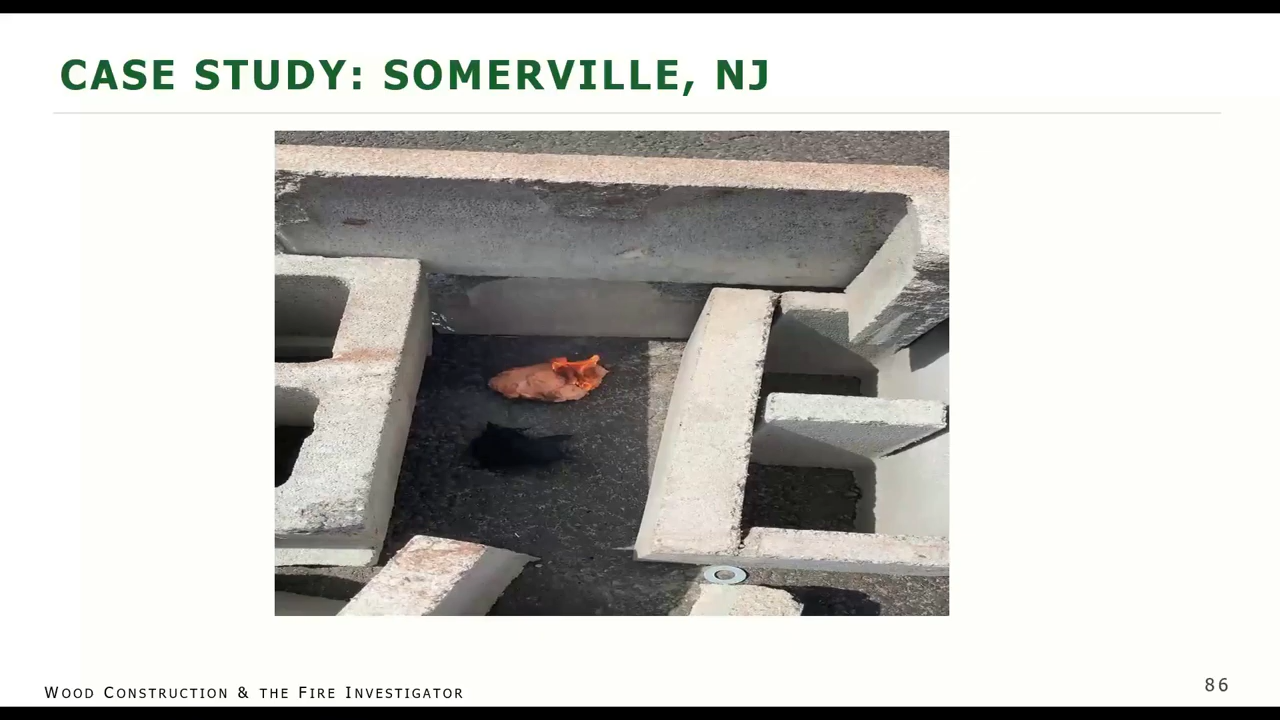 CASE STUDY: SOMERVILLE, NJ
WOOD CONSTRUCTION & THE FIRE INVESTIGATOR
86